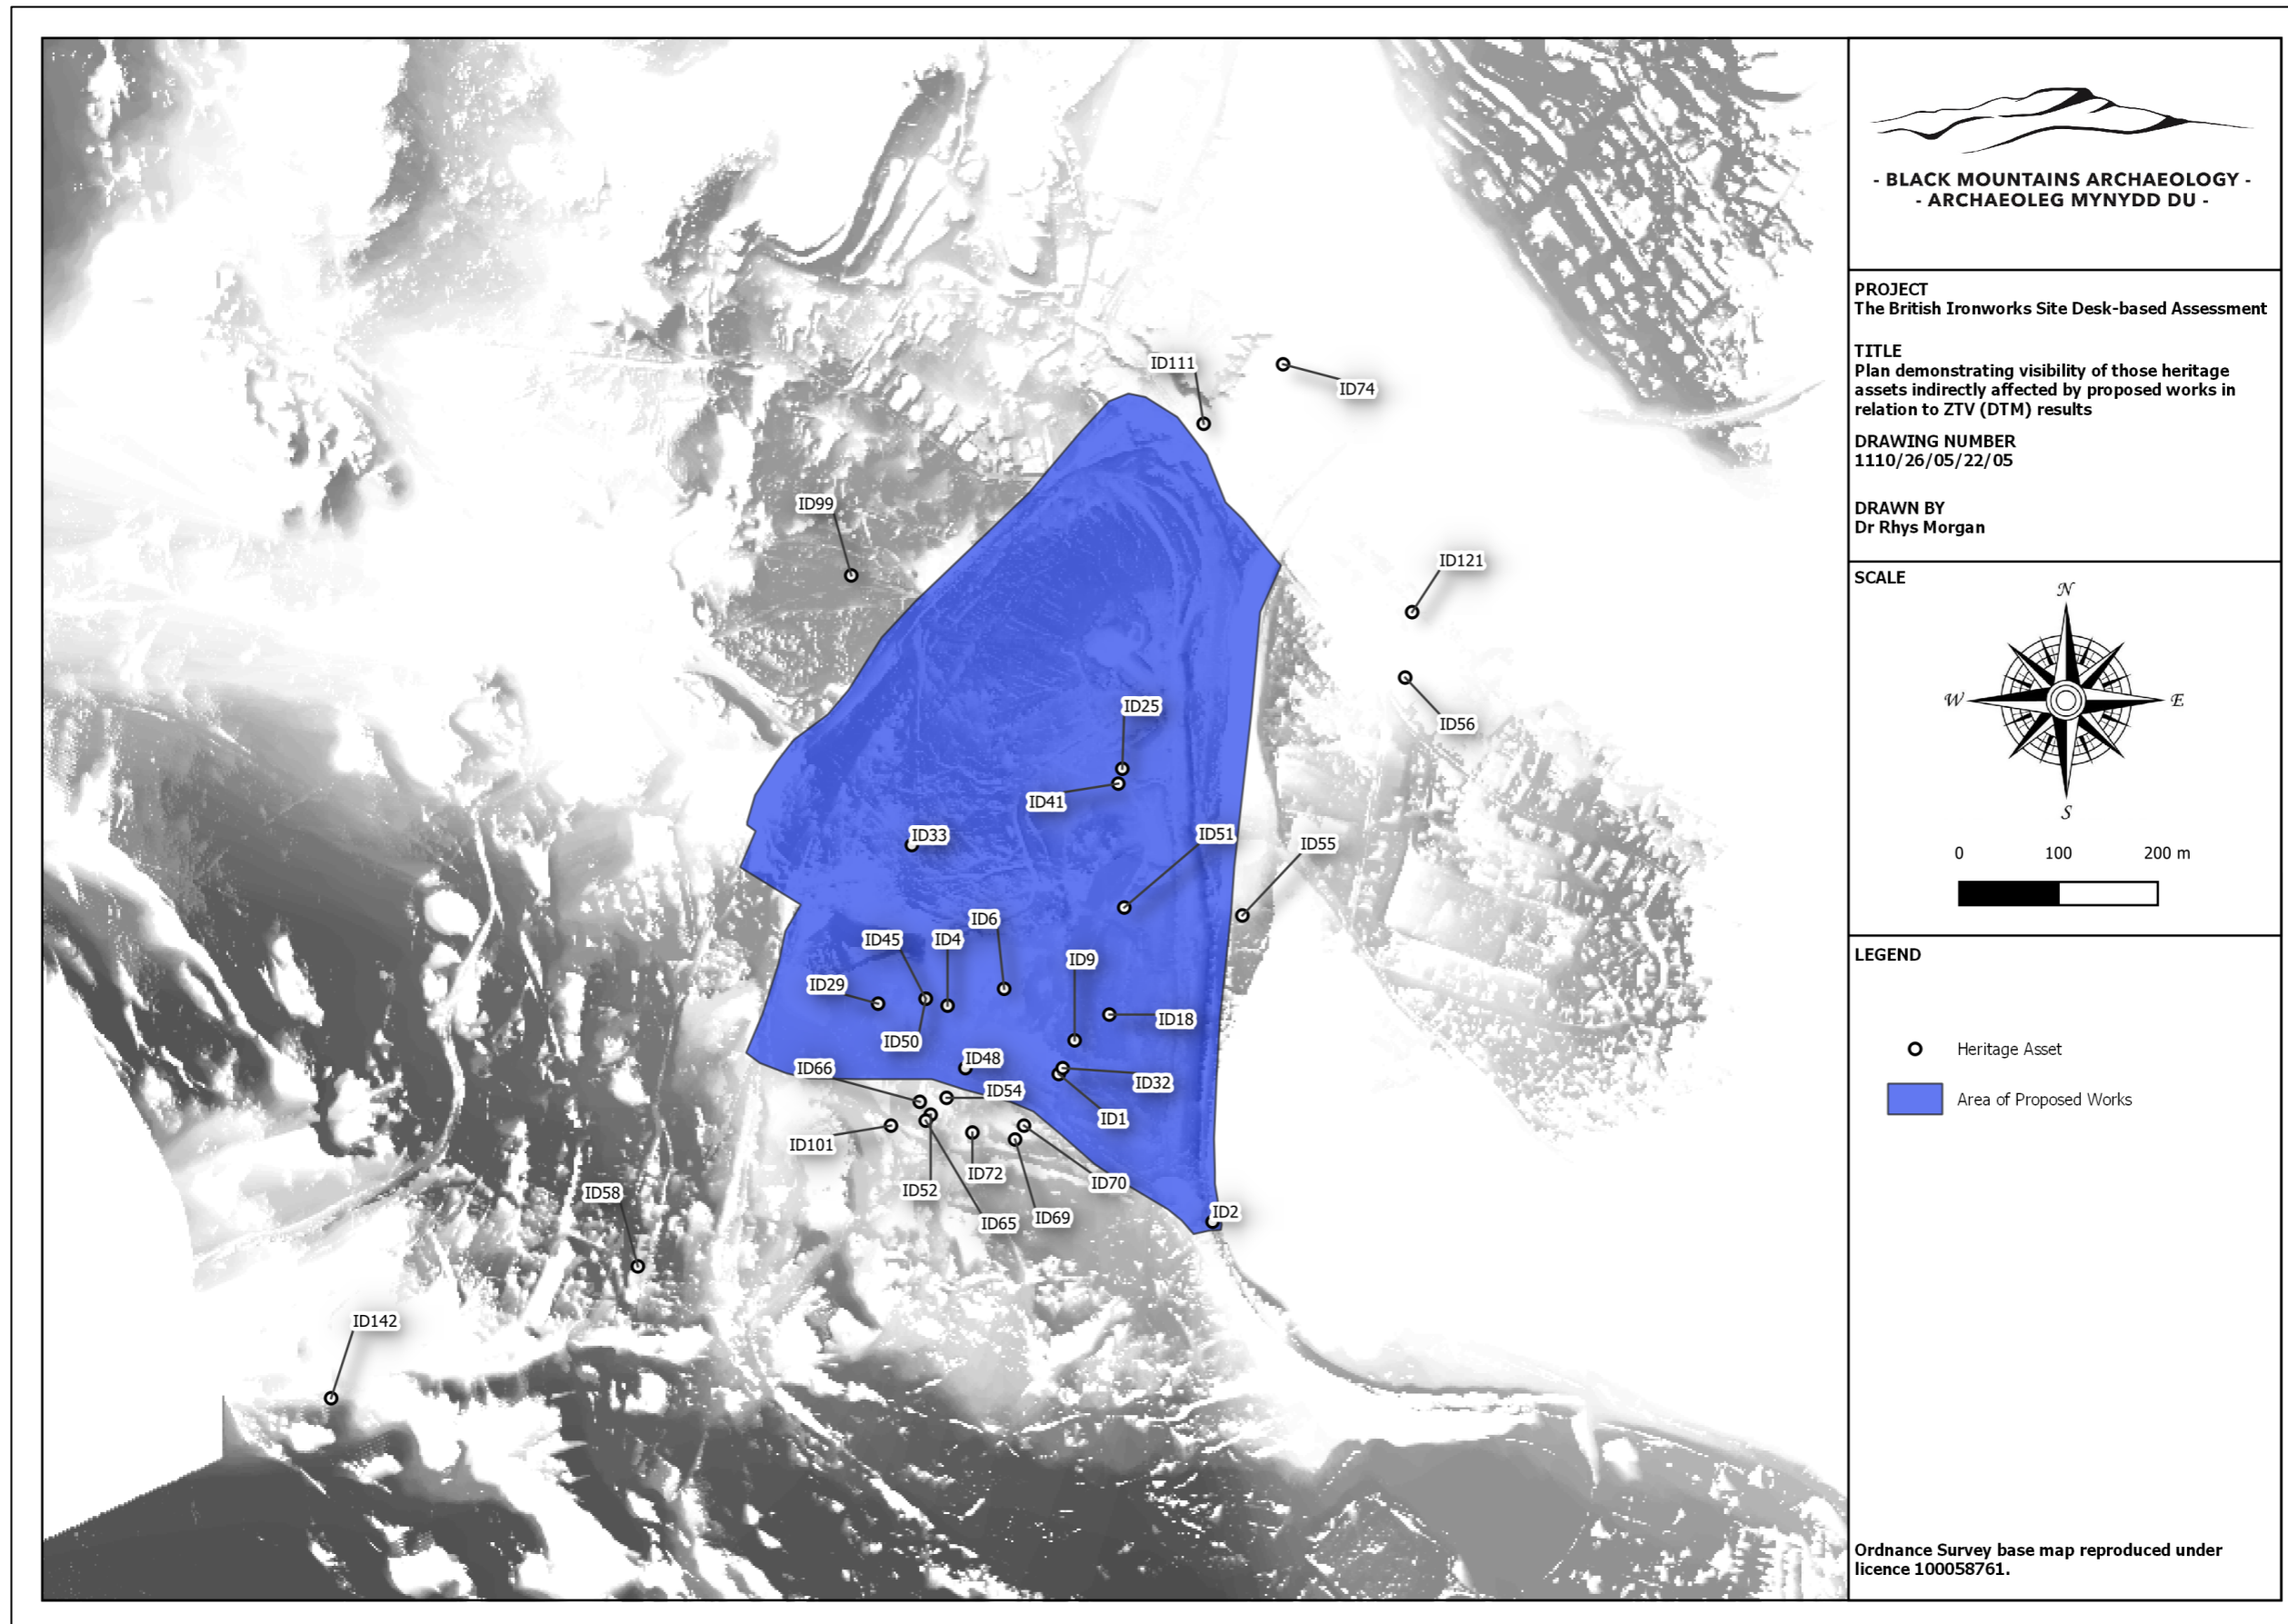 - BLACK MOUNTAINS ARCHAEOLOGY -
- ARCHAEOLEG MYNYDD DU -
PROJECT
The British Ironworks Site Desk-based Assessment
TITLE
Plan demonstrating visibility of those heritage
assets indirectly affected by proposed works in
relation to ZTV (DTM) results
DRAWING NUMBER
1110/26/05/22/05
DRAWN BY
Dr Rhys Morgan
SCALE
N
W
E
S
0 100 200 m
LEGEND
Heritage Asset
Area of Proposed Works
Ordnance Survey base map reproduced under
licence 100058761.
ID111
ID74
ID99
ID121
ID56
ID25
ID41
ID33
ID51
ID55
ID6
ID45
ID4
ID9
ID29
ID18
ID50
ID48
ID66
ID32
ID54
ID1
ID101
ID72
ID70
ID52
ID58
ID2
ID69
ID65
ID142